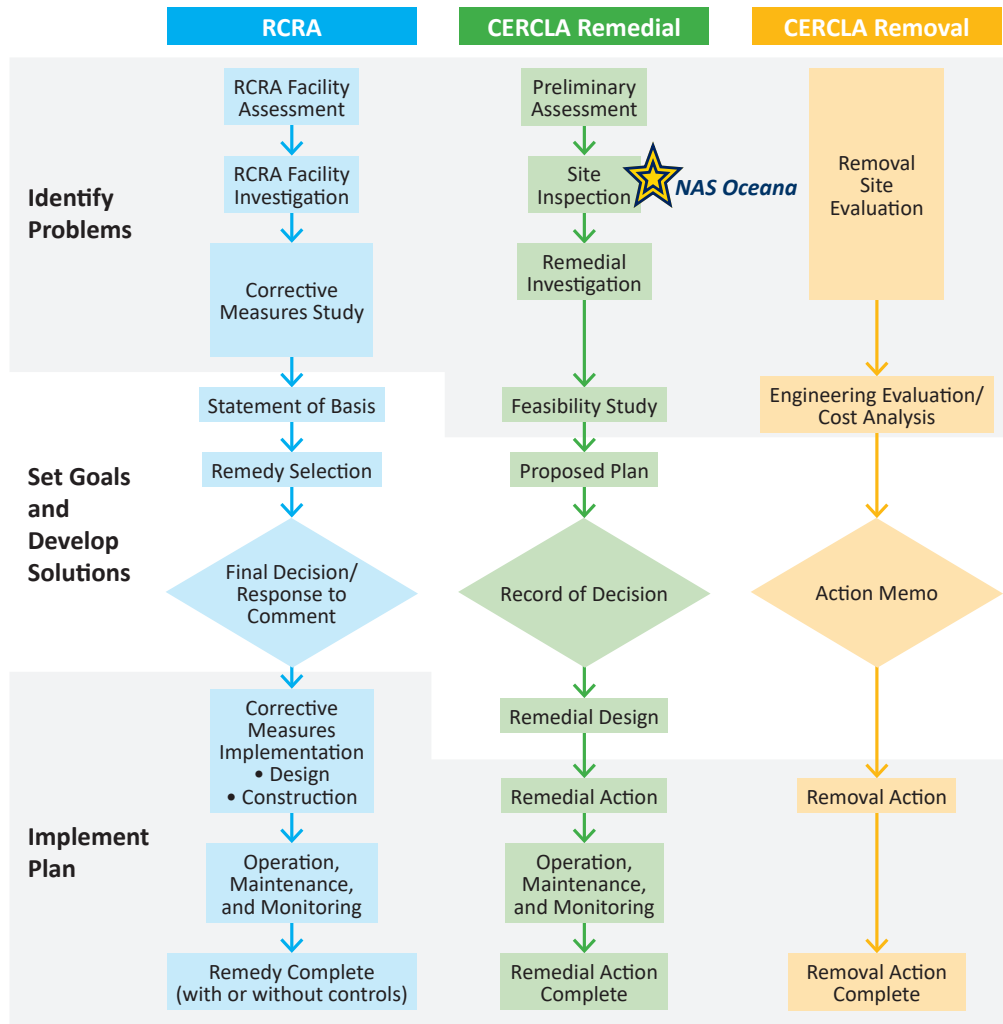 RCRA
CERCLA Remedial
CERCLA Removal
Identify
Problems
RCRA Facility
Assessment
RCRA Facility
Investigation
Corrective
Measures Study
Preliminary
Assessment
Site
Inspection
NAS Oceana
Remedial
Investigation
Removal
Site
Evaluation
Set Goals
and
Develop
Solutions
Statement of Basis
Remedy Selection
Final Decision/
Response to
Comment
Feasibility Study
Proposed Plan
Record of Decision
Engineering Evaluation/
Cost Analysis
Action Memo
Implement
Plan
Corrective
Measures
Implementation
• Design
• Construction
Operation,
Maintenance,
and Monitoring
Remedy Complete
(with or without controls)
Remedial Design
Remedial Action
Operation,
Maintenance,
and Monitoring
Remedial Action
Complete
Removal Action
Removal Action
Complete